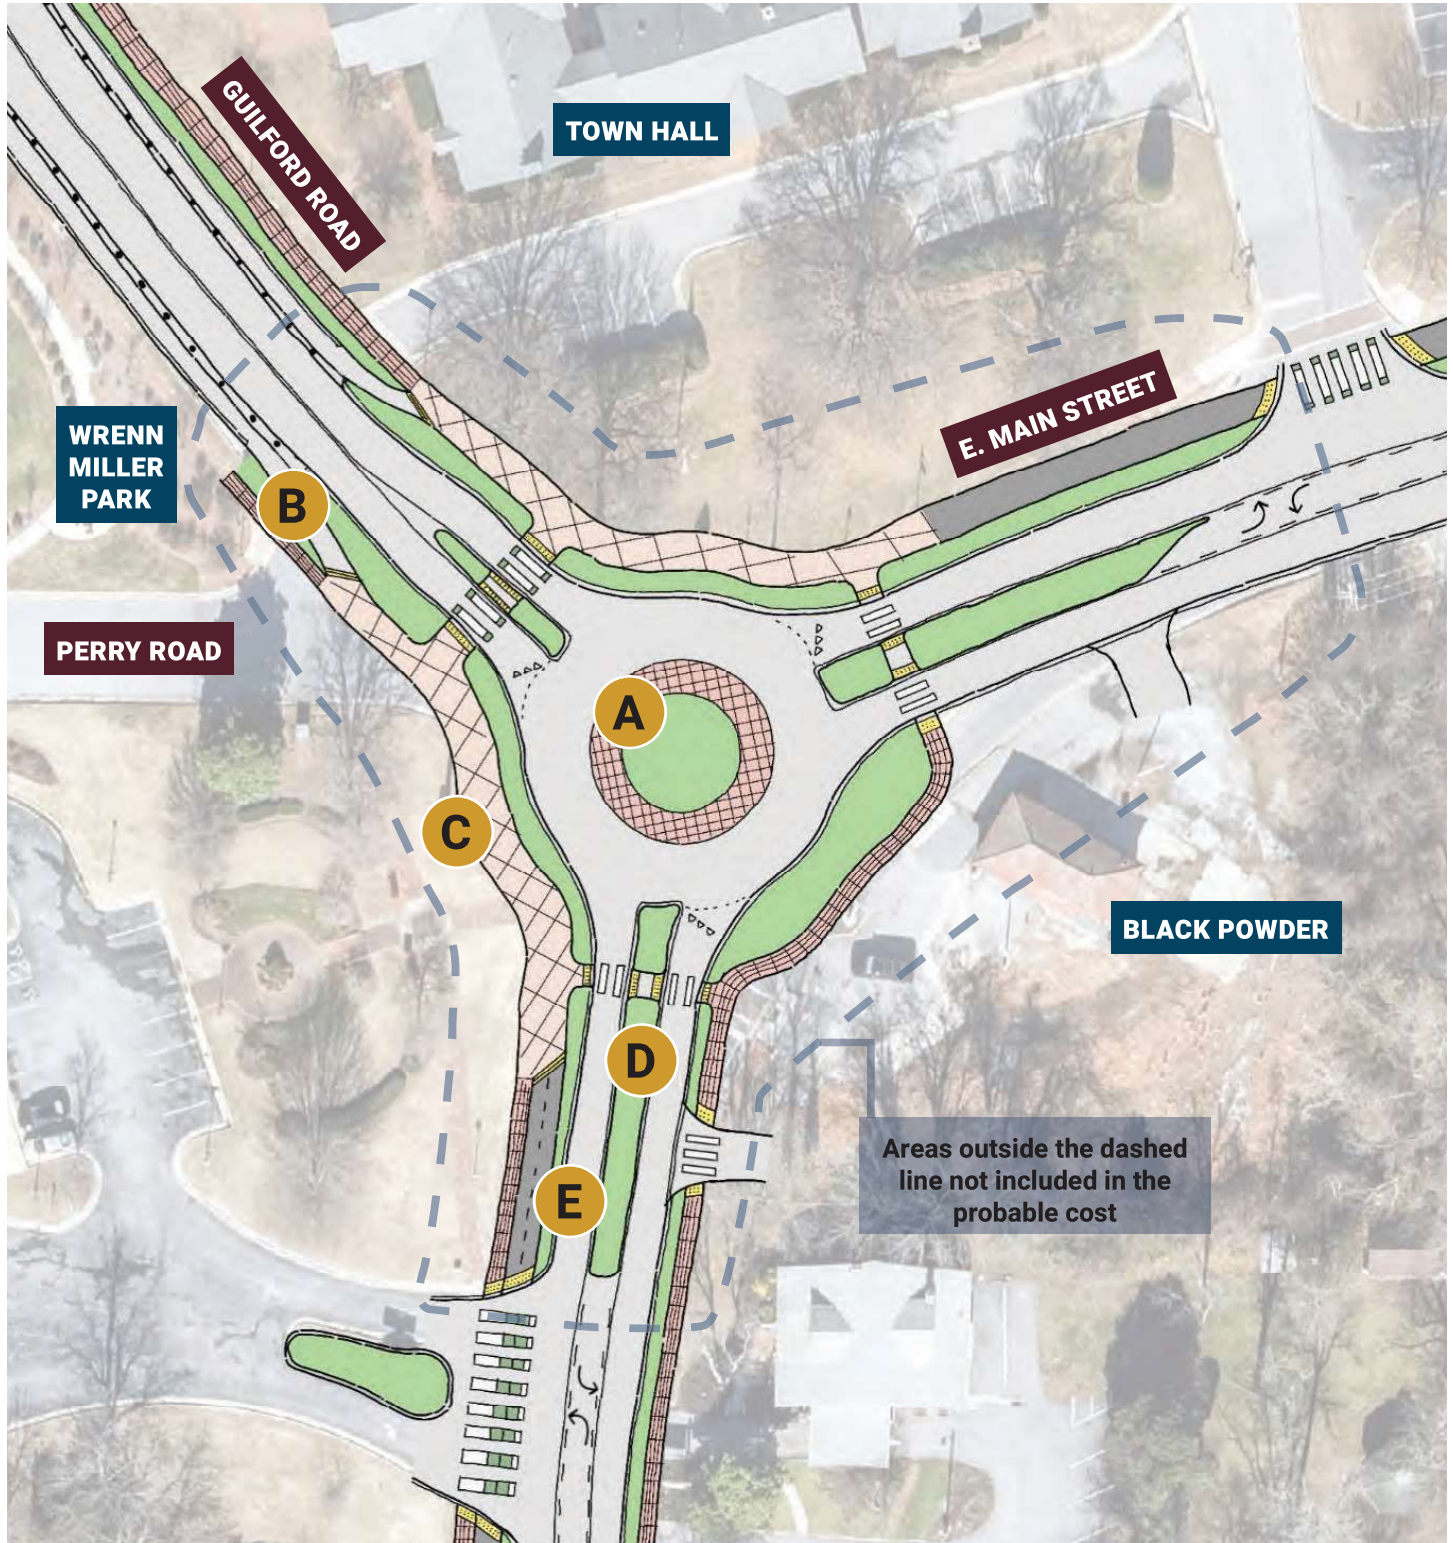 GUILFORD ROAD
TOWN HALL
E. MAIN STREET
WRENN
MILLER
PARK
B
PERRY ROAD
A
C
BLACK POWDER
D
Areas outside the dashed
line not included in the
probable cost
E